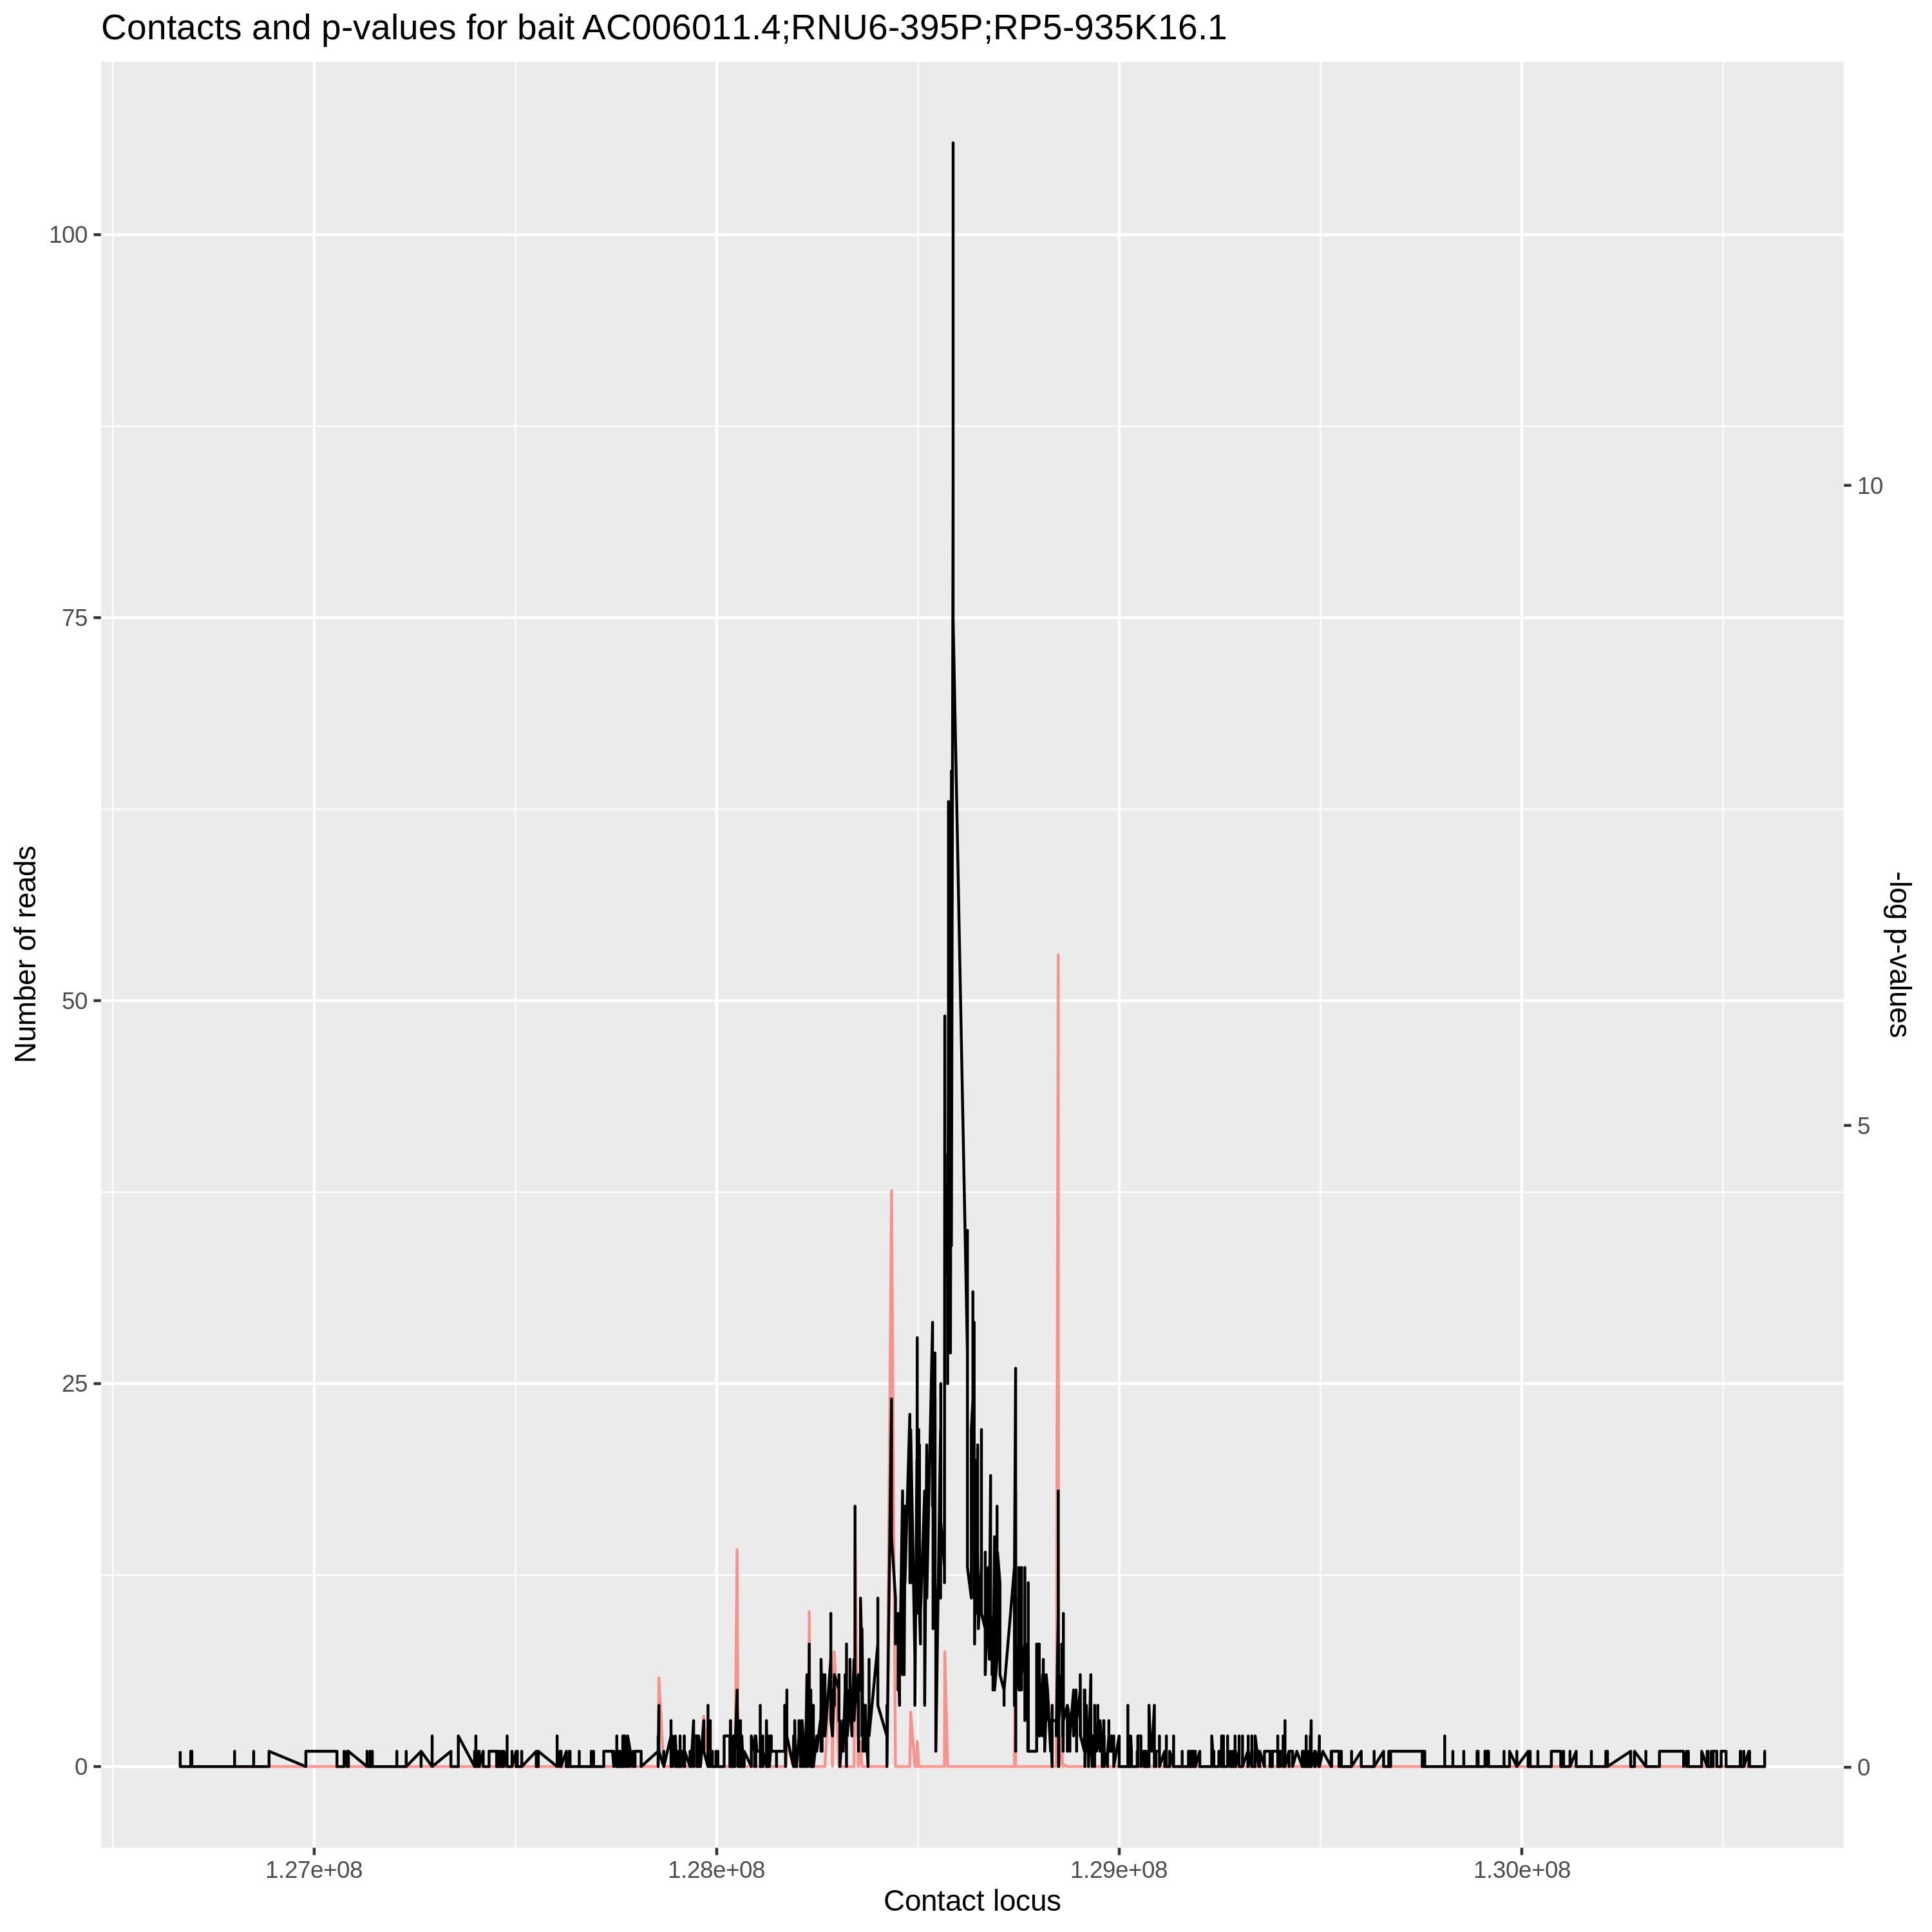 Contacts and p-values for bait AC006011.4;RNU6-395P;RP5-935K16.1
100
75
50
25
0
Number of reads
10
5
0
-log p-values
1.27e+08
1.28e+08
1.29e+08
1.30e+08
Contact locus